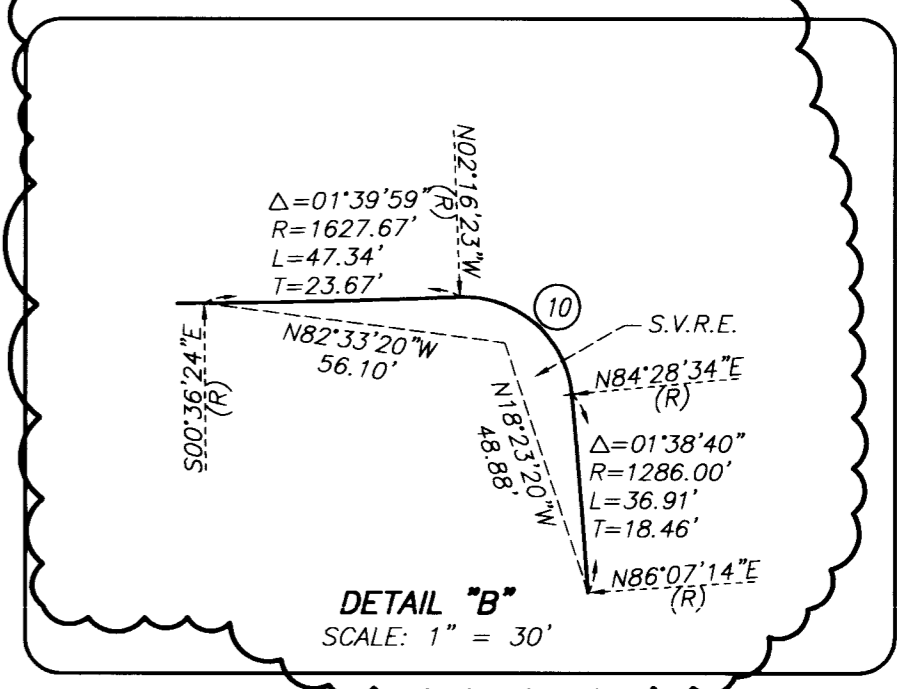 N02°16'23"W
(R)
Δ=01°39'59"
R=1627.67'
L=47.34'
T=23.67'
10
S.V.R.E.
N82°33'20"W
56.10'
S00°36'24"E
(R)
N84°28'34"E
(R)
N18°23'20"W
48.88'
Δ=01°38'40"
R=1286.00'
L=36.91'
T=18.46'
N86°07'14"E
(R)
DETAIL "B"
SCALE: 1" = 30'